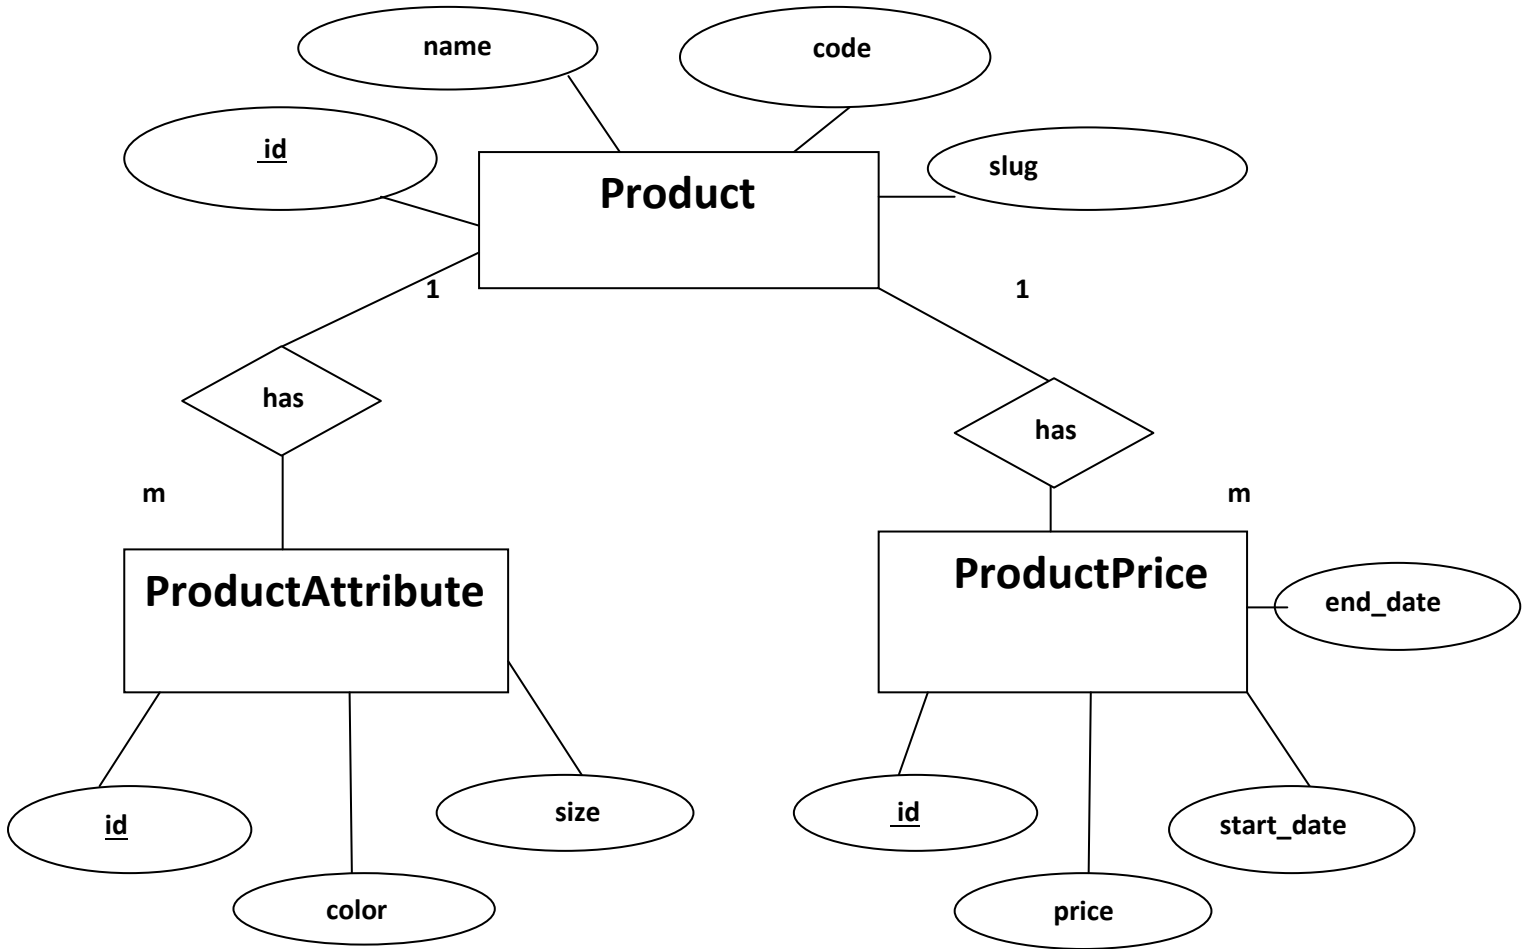 name
code
id
slug
Product
1
1
has
has
m
m
ProductAttribute
ProductPrice
end_date
id
size
id
start_date
color
price